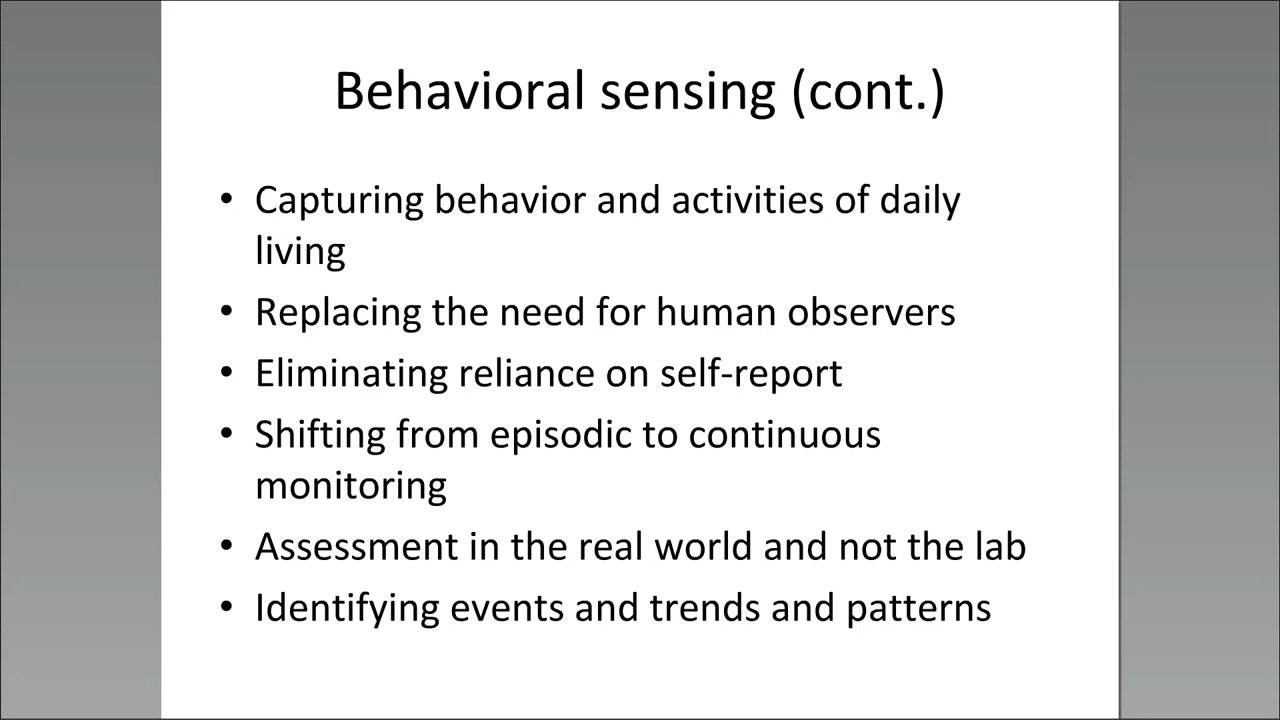 Behavioral sensing (cont.)
• Capturing behavior and activities of daily
living
• Replacing the need for human observers
• Eliminating reliance on self-report
• Shifting from episodic to continuous
monitoring
• Assessment in the real world and not the lab
• Identifying events and trends and patterns